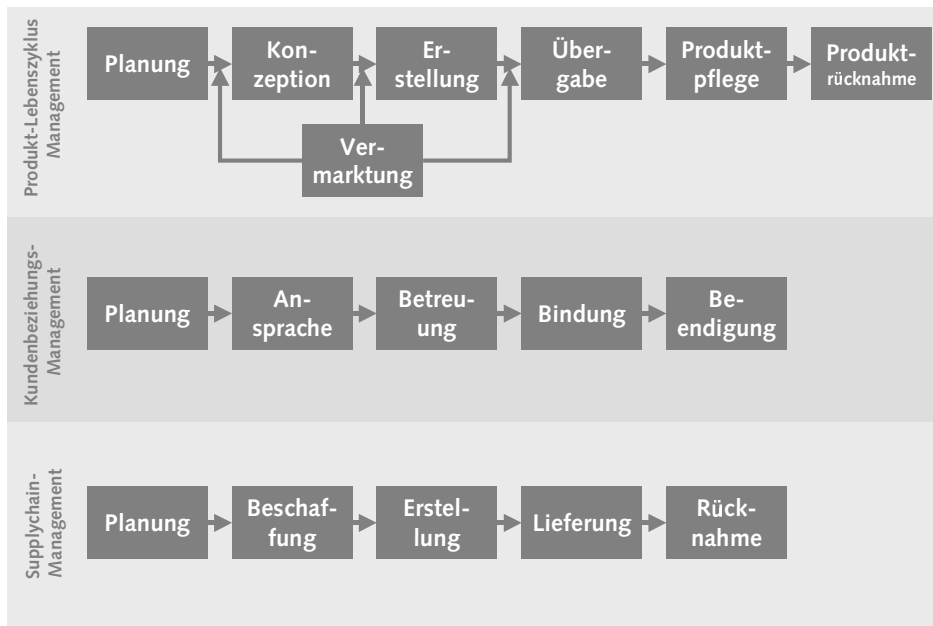 Produkt-Lebenszyklus
Management
Planung
Kon-
zeption
Er-
stellung
Über-
gabe
Produkt-
pflege
Produkt-
rücknahme
Ver-
marktung
Kundenbeziehungs-
Management
Planung
An-
sprache
Betreu-
ung
Bindung
Be-
endigung
Supplychain-
Management
Planung
Beschaf-
fung
Erstel-
lung
Lieferung
Rück-
nahme